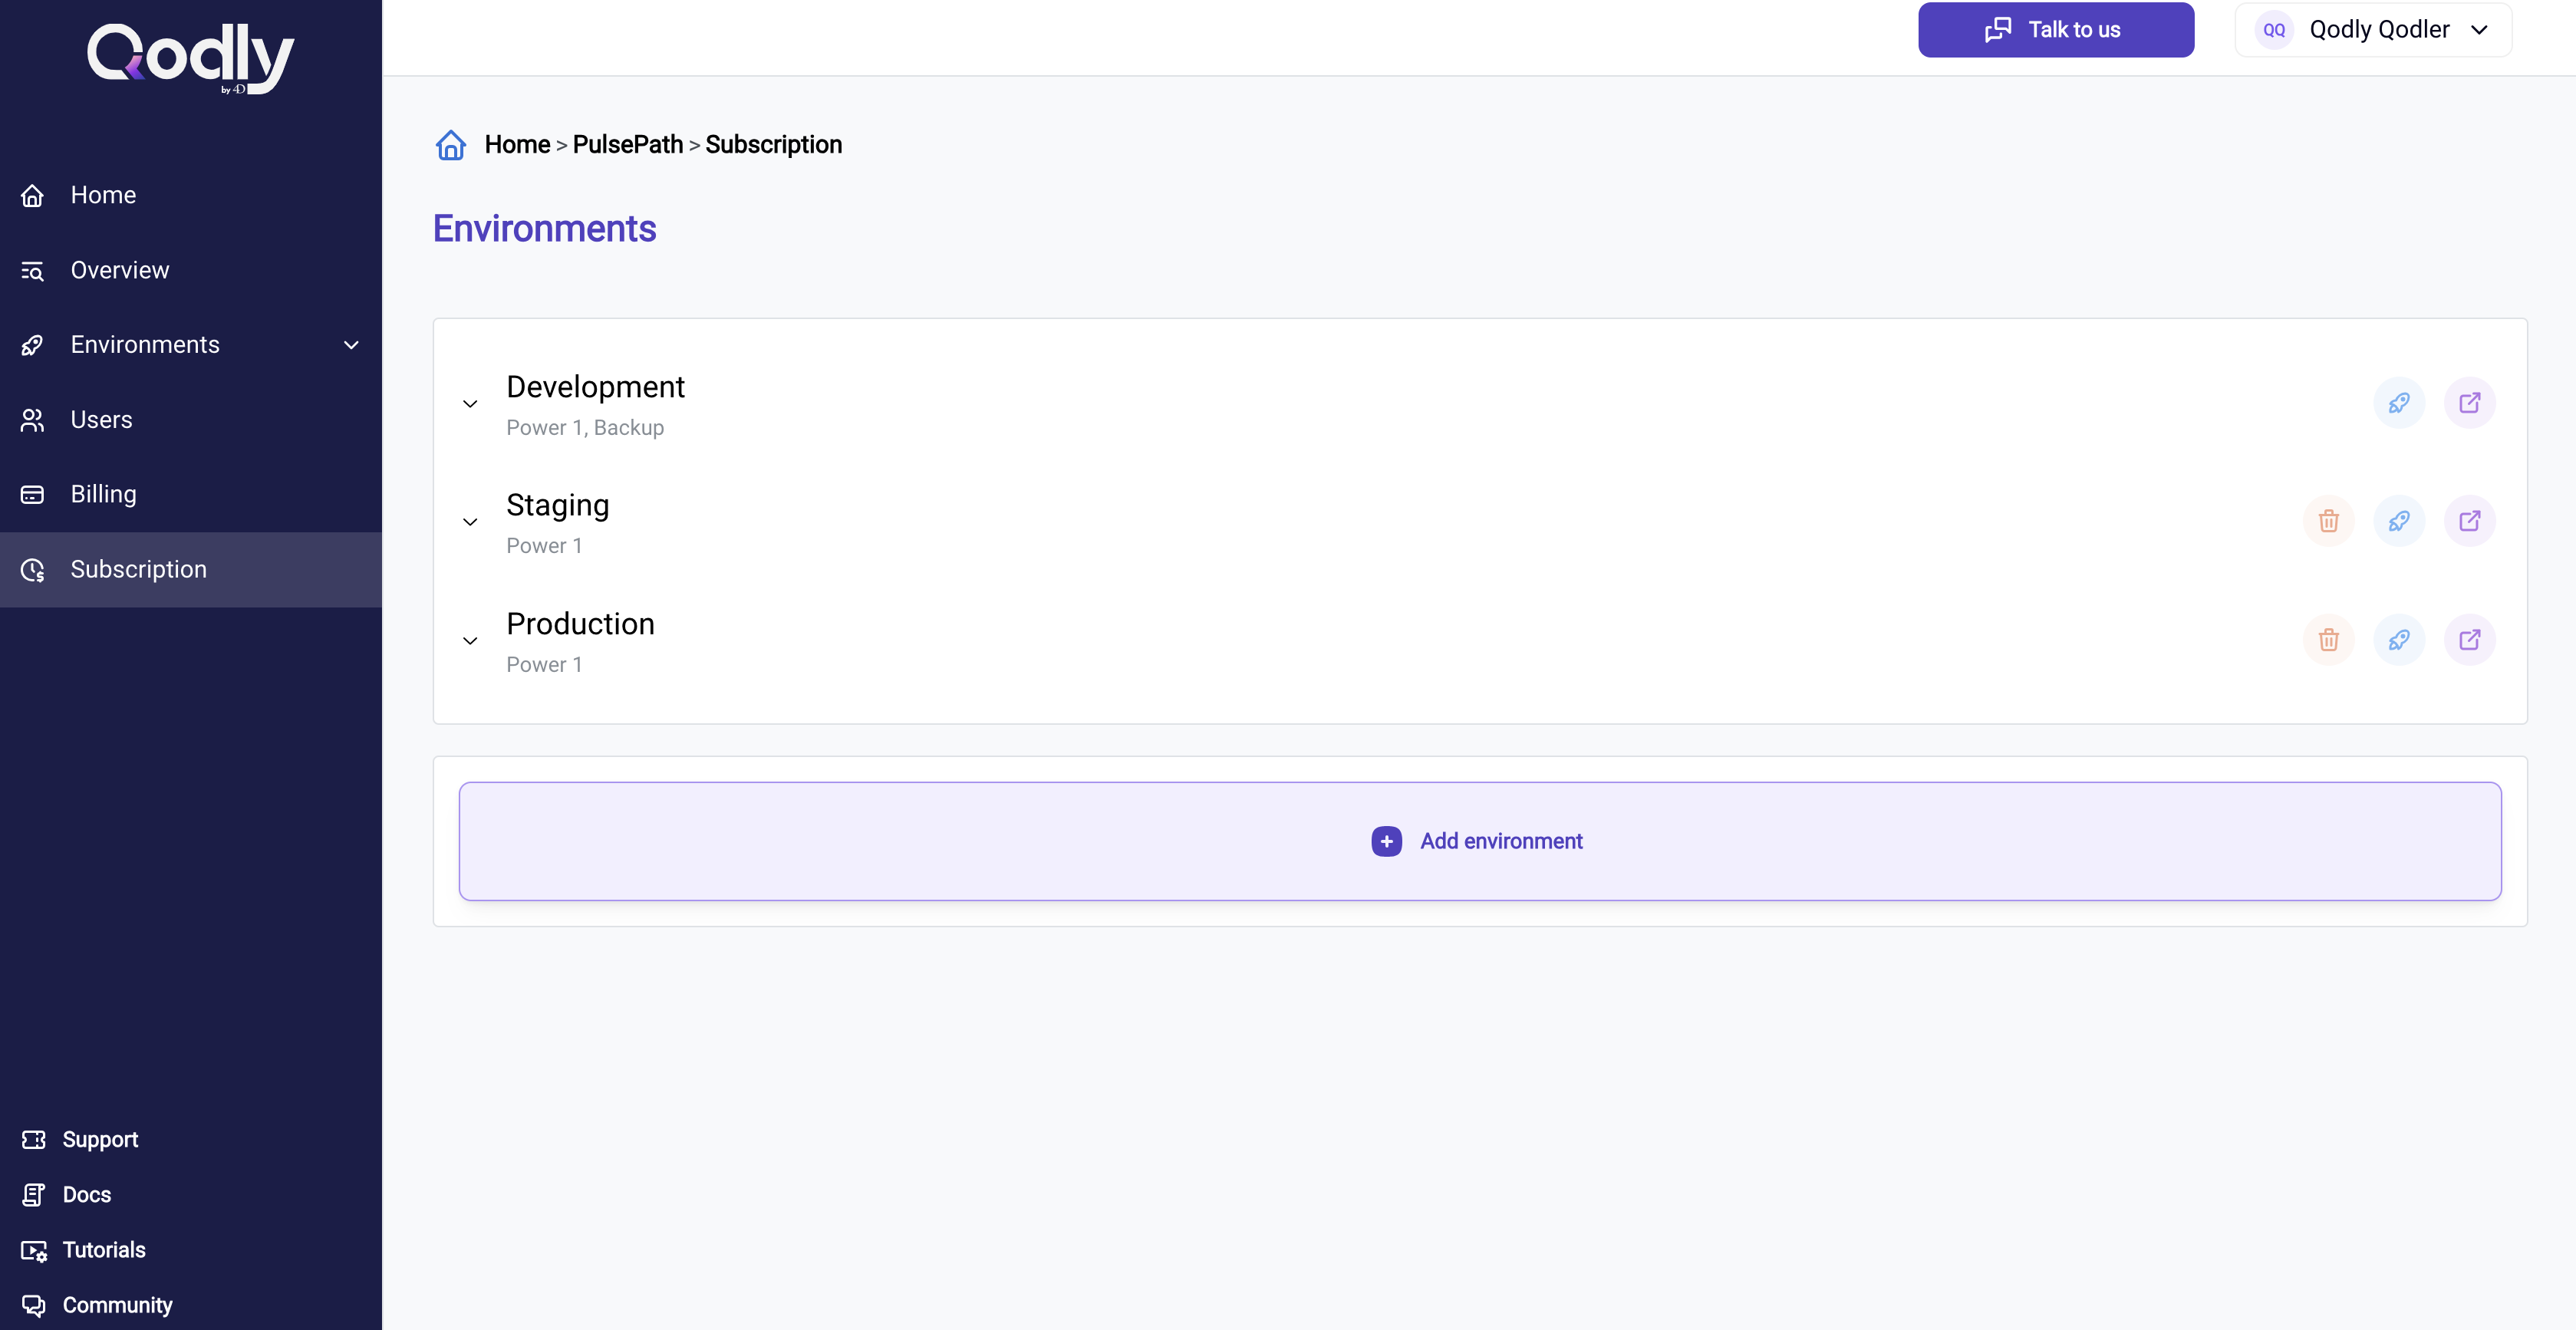 Qodly
by 4D
Talk to us
QQ
Qodly Qodler
Home
Overview
Environments
Users
Billing
Subscription
Support
Docs
Tutorials
Community
Home > PulsePath > Subscription
Environments
Development
Power 1, Backup
Staging
Power 1
Production
Power 1
Add environment